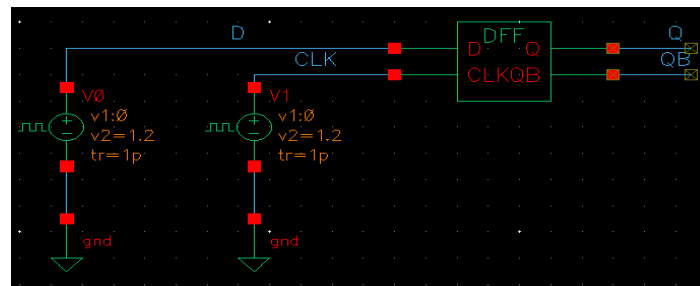 D
DFF
Q
D Q
CLK
QB
CLKQB
V0
V1
v1:0
v1:0
v2=1.2
v2=1.2
tr=1p
tr=1p
gnd
gnd